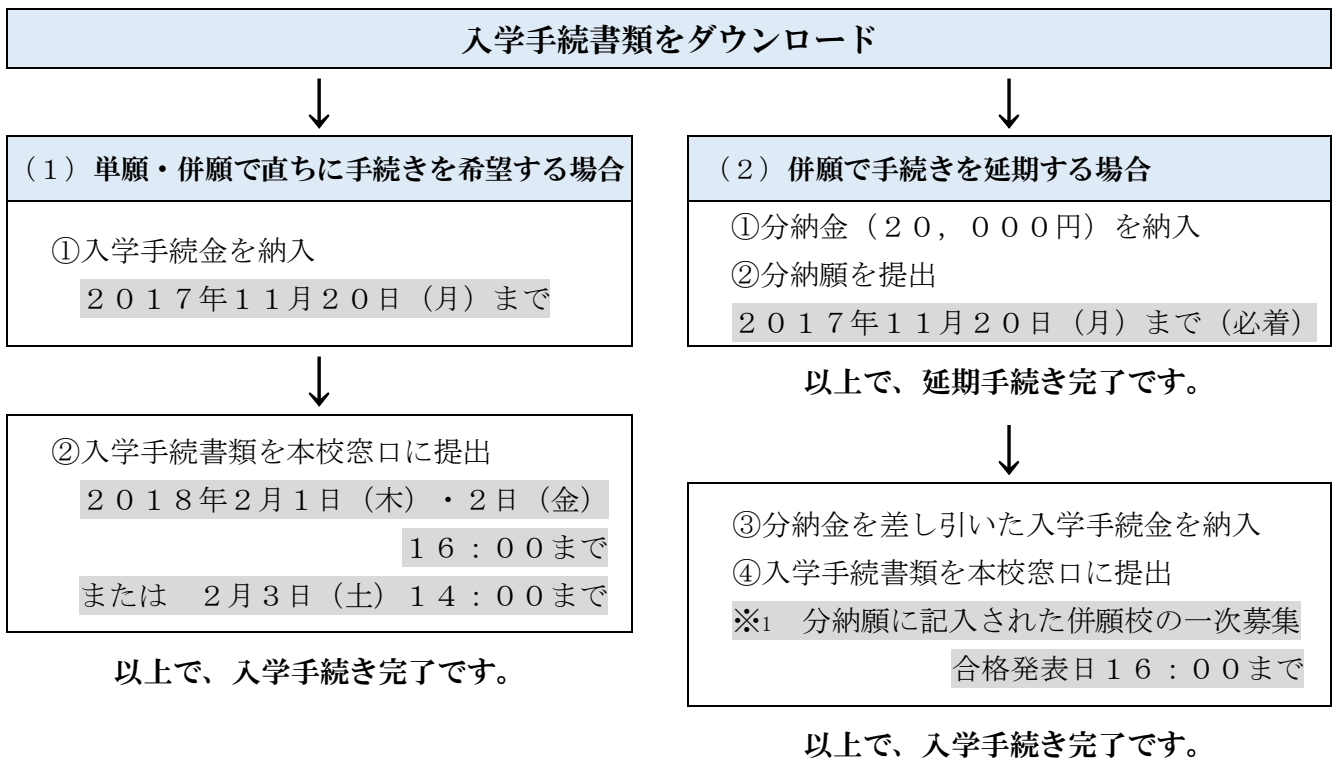 入学手続書類をダウンロード
（１）単願・併願で直ちに手続きを希望する場合
①入学手続金を納入
２０１７年１１月２０日（月）まで
②入学手続書類を本校窓口に提出
２０１８年２月１日（木）・２日（金）
１６：００まで
または　２月３日（土）１４：００まで
以上で、入学手続き完了です。
（２）併願で手続きを延期する場合
①分納金（２０，０００円）を納入
②分納願を提出
２０１７年１１月２０日（月）まで（必着）
以上で、延期手続き完了です。
③分納金を差し引いた入学手続金を納入
④入学手続書類を本校窓口に提出
※1　分納願に記入された併願校の一次募集
合格発表日１６：００まで
以上で、入学手続き完了です。